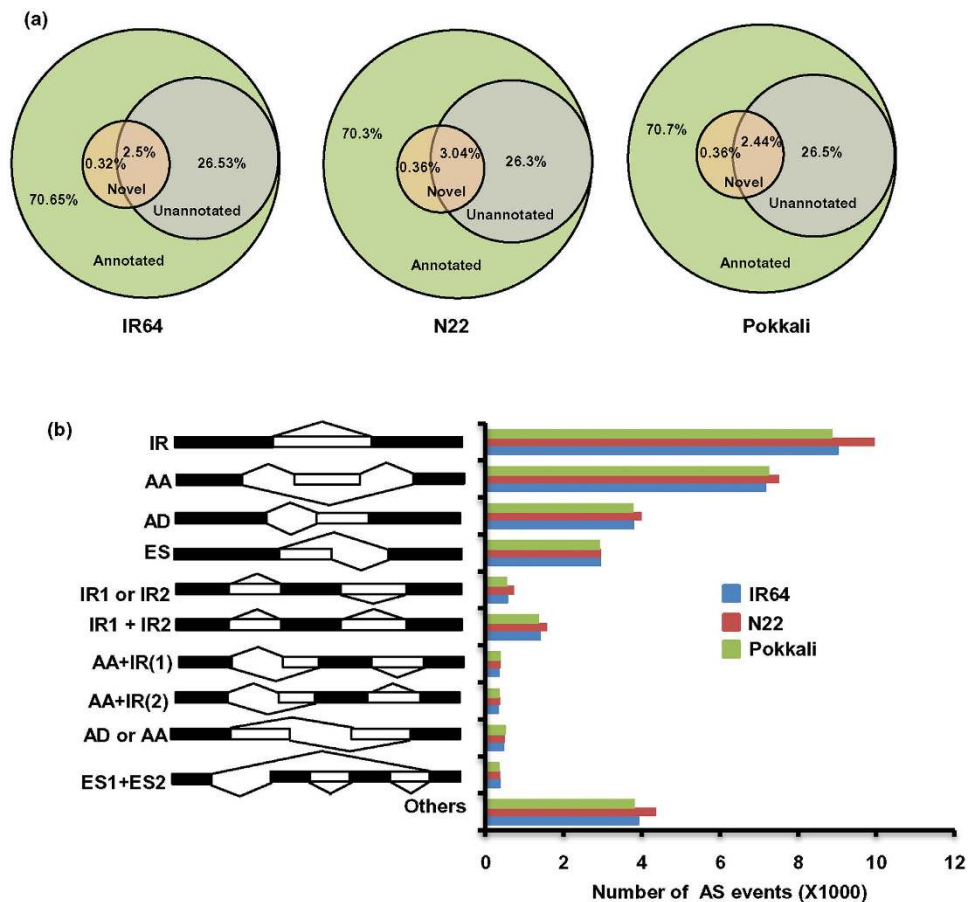 (a)
70.65%
0.32%
2.5%
26.53%
Novel
Unannotated
Annotated
IR64
70.3%
0.36%
3.04%
26.3%
Novel
Unannotated
Annotated
N22
70.7%
0.36%
2.44%
26.5%
Novel
Unannotated
Annotated
Pokkali
(b)
IR
AA
AD
ES
IR1 or IR2
IR1 + IR2
AA+IR(1)
AA+IR(2)
AD or AA
ES1+ES2
Others
IR64
N22
Pokkali
0 2 4 6 8 10 12
Number of AS events (X1000)